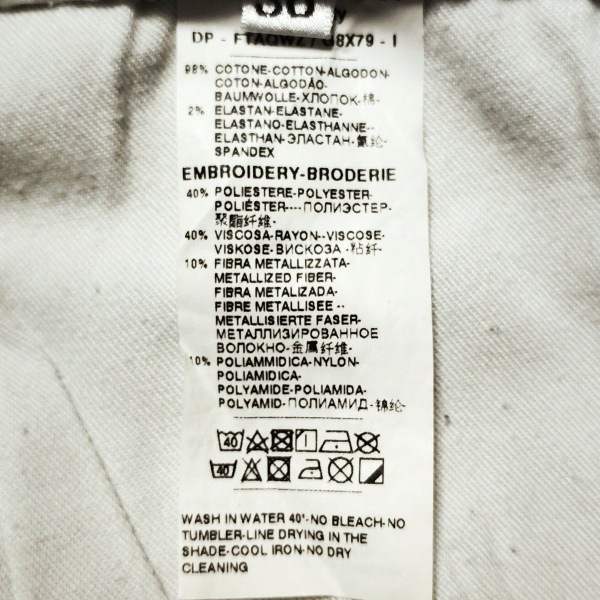 DP - FTAQWZ / G8X79 - I
98% COTONE-COTTON-ALGODON-
COTON-ALGODÃO-
BAUMWOLLE-ХЛОПОК-棉-
2% ELASTAN-ELASTANE-
ELASTANO-ELASTHANNE--
ELASTHAN-ЭЛАСТАН-氨纶-
SPANDEX
EMBROIDERY-BRODERIE
40% POLIESTERE-POLYESTER-
POLIÉSTER----ПОЛИЭСТЕР-
聚酯纤维-
40% VISCOSA-RAYON--VISCOSE-
VISKOSE-ВИСКОЗА -粘纤-
10% FIBRA METALLIZZATA-
METALLIZED FIBER-
FIBRA METALIZADA-
FIBRE METALLISEE --
METALLISIERTE FASER-
МЕТАЛЛИЗИРОВАННОЕ
ВОЛОКНО-金属纤维-
10% POLIAMMIDICA-NYLON-
POLIAMIDICA-
POLYAMIDE-POLIAMIDA-
POLYAMID-ПОЛИАМИД-锦纶-
40
40
WASH IN WATER 40°-NO BLEACH-NO
TUMBLER-LINE DRYING IN THE
SHADE-COOL IRON-NO DRY
CLEANING